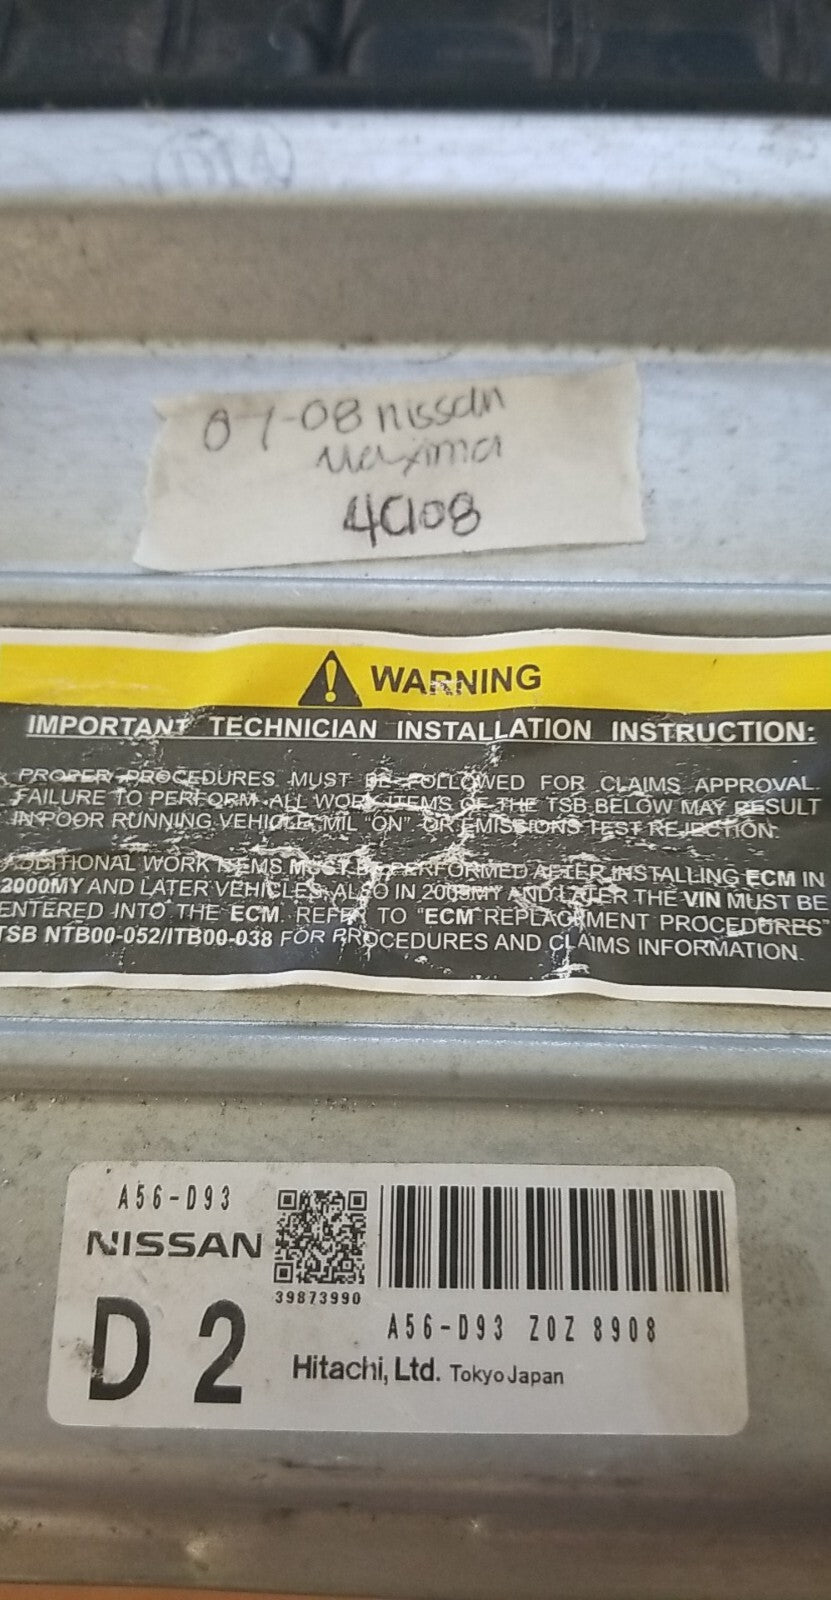 D14
07-08 Nissan
Maxima
4a08
WARNING
IMPORTANT TECHNICIAN INSTALLATION INSTRUCTION:
PROPER PROCEDURES MUST BE FOLLOWED FOR CLAIMS APPROVAL.
FAILURE TO PERFORM ALL WORK ITEMS OF THE TSB BELOW MAY RESULT
IN POOR RUNNING VEHICLE, MIL "ON" OR EMISSIONS TEST REJECTION.
ADDITIONAL WORK ITEMS MUST BE PERFORMED AFTER INSTALLING ECM IN
2000MY AND LATER VEHICLES; ALSO IN 2005MY AND LATER THE VIN MUST BE
ENTERED INTO THE ECM. REFER TO "ECM REPLACEMENT PROCEDURES"
TSB NTB00-052/ITB00-038 FOR PROCEDURES AND CLAIMS INFORMATION.
A56-D93
NISSAN
39873990
A56-D93 Z0Z 8908
D 2
Hitachi, Ltd. Tokyo Japan